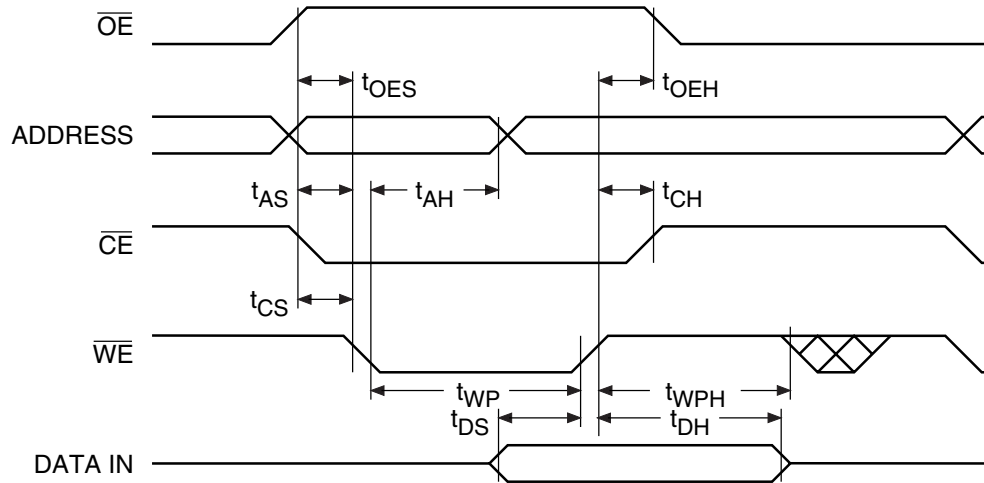 OE
tOES tOEH
ADDRESS
tAS tAH tCH
CE
tCS
WE
tWP tWPH
tDS tDH
DATA IN